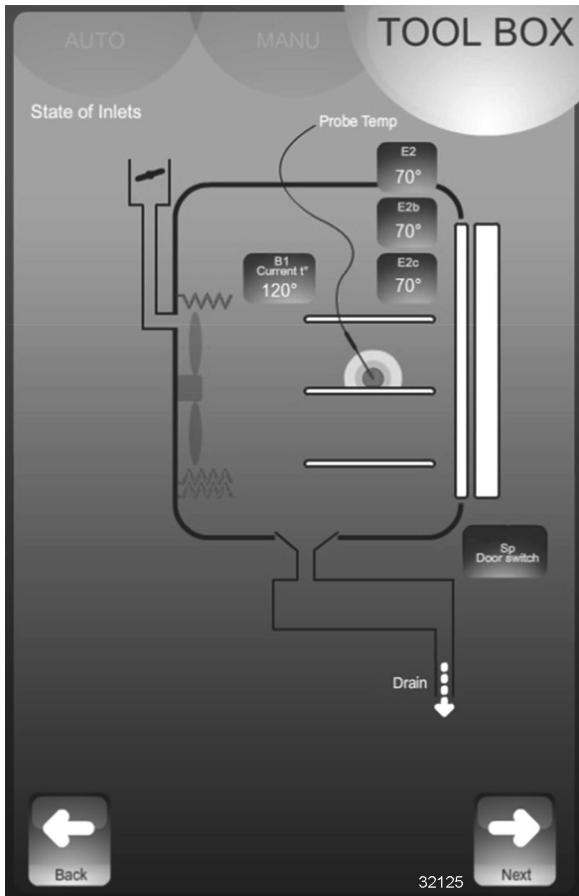 AUTO
MANU
TOOL BOX
State of Inlets
Probe Temp
E2
70°
E2b
70°
B1
Current t°
120°
E2c
70°
Sp
Door switch
Drain
Back
32125
Next